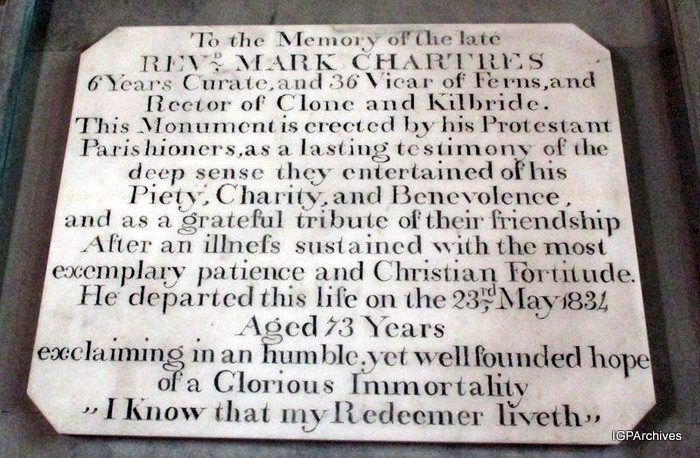 To the Memory of the late
REVD. MARK CHARTRES
6 Years Curate, and 36 Vicar of Ferns, and
Rector of Clone and Kilbride.
This Monument is erected by his Protestant
Parishioners, as a lasting testimony of the
deep sense they entertained of his
Piety, Charity, and Benevolence,
and as a grateful tribute of their friendship
After an illneſs sustained with the most
exemplary patience and Christian Fortitude.
He departed this life on the 23rd May 1834
Aged 73 Years
exclaiming in an humble, yet well founded hope
of a Glorious Immortality
„I Know that my Redeemer liveth„
IGPArchives